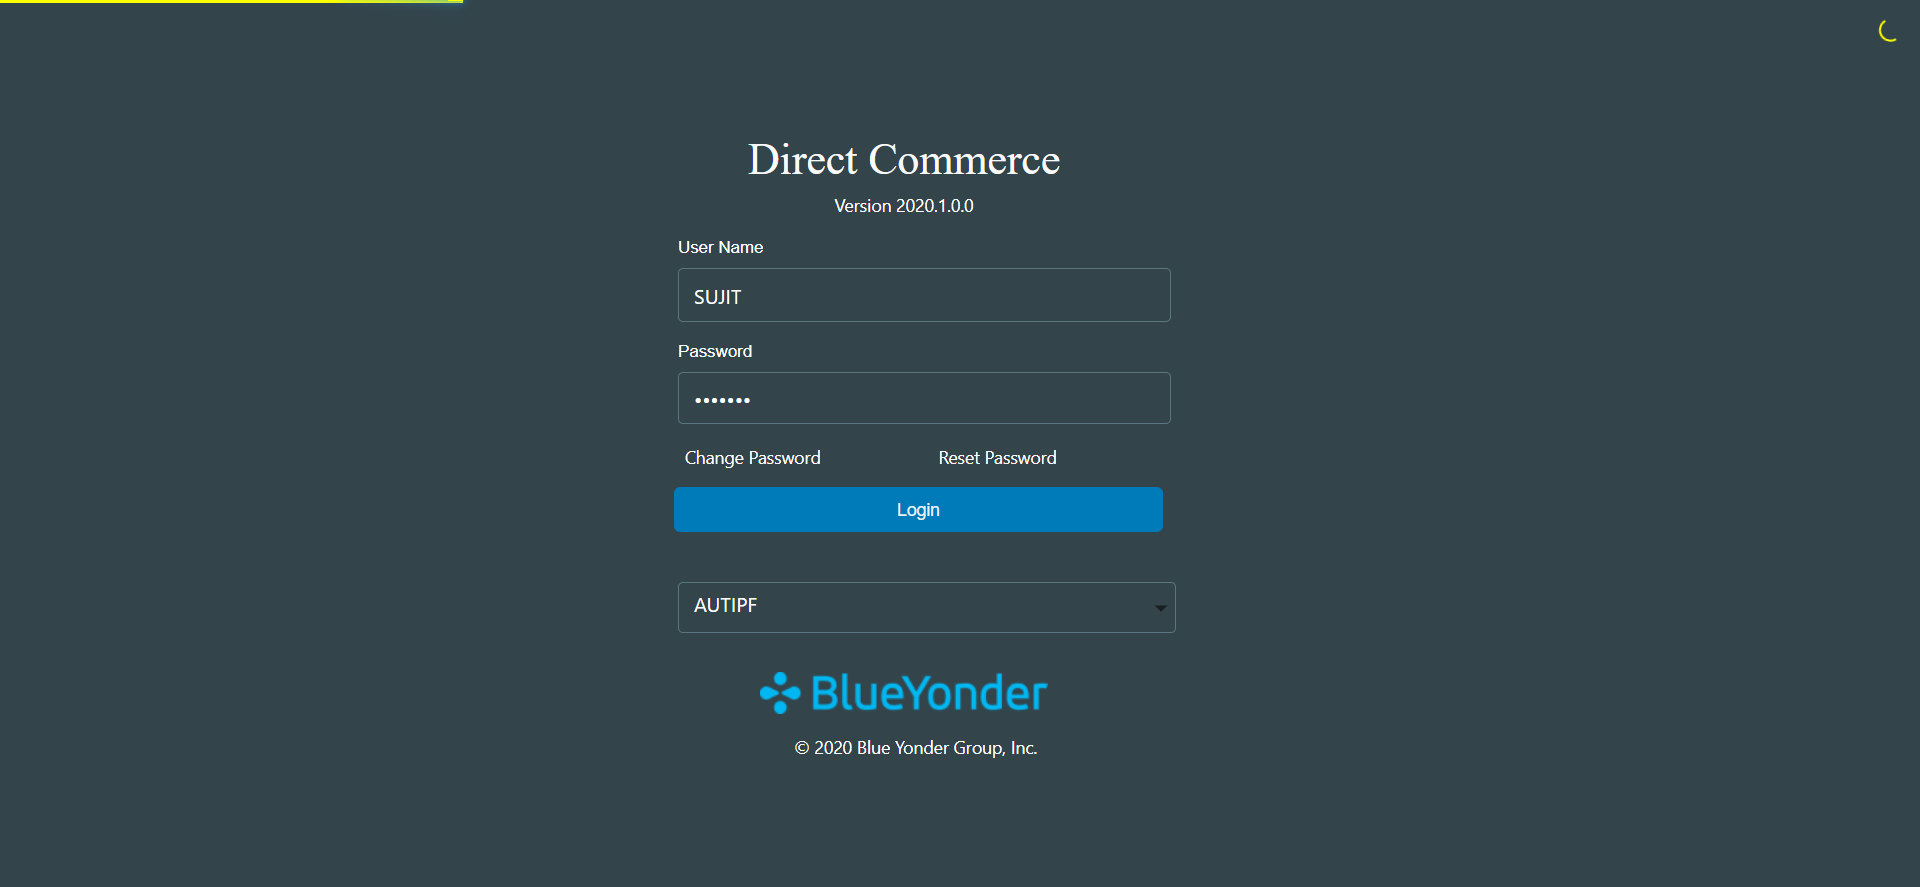 Direct Commerce
Version 2020.1.0.0
User Name
SUJIT
Password
•••••••
Change Password Reset Password
Login
AUTIPF
BlueYonder
© 2020 Blue Yonder Group, Inc.